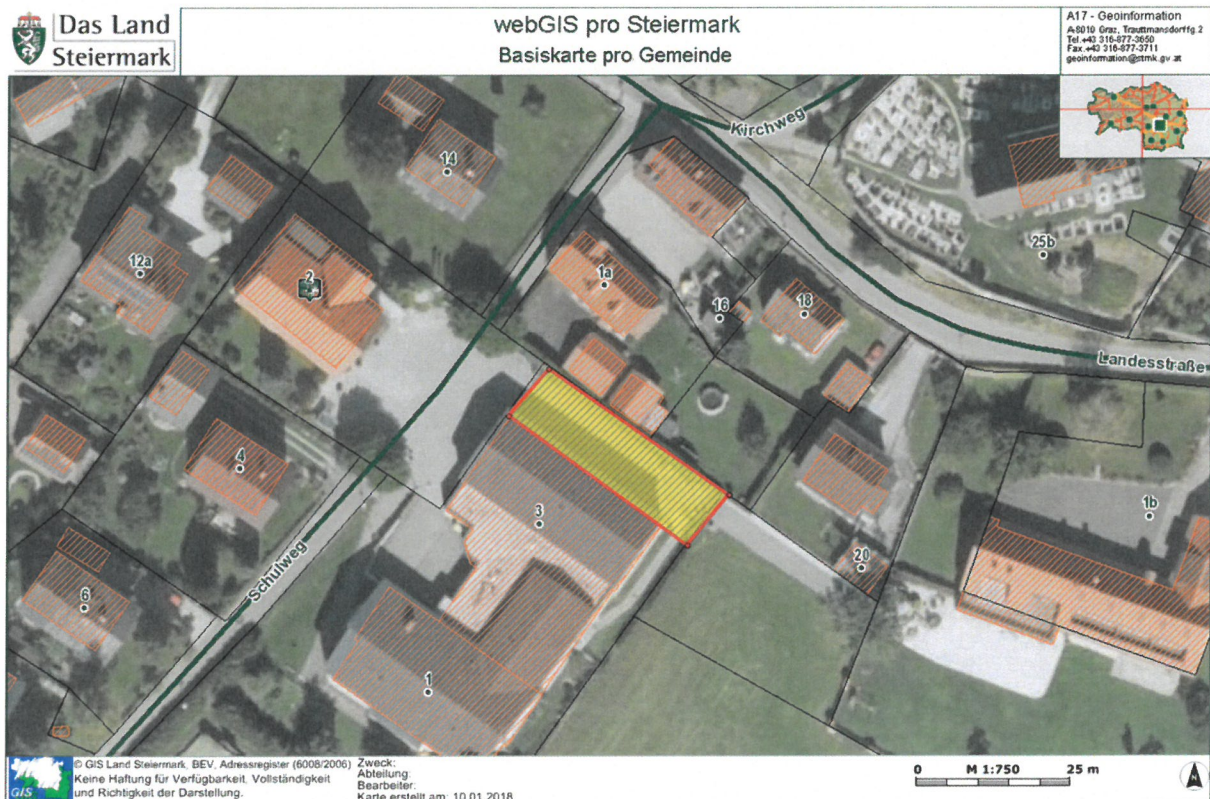 Das Land
Steiermark
webGIS pro Steiermark
Basiskarte pro Gemeinde
A17 - Geoinformation
A-8010 Graz, Trauttmansdorffg.2
Tel.+43 316-877-3650
Fax.+43 316-877-3711
geoinformation@stmk.gv.at
Kirchweg
14
12a
2
1a
16
18
25b
Landesstraße
4
3
1b
20
6
Schulweg
1
GIS
© GIS Land Steiermark, BEV, Adressregister (6008/2006)
Keine Haftung für Verfügbarkeit, Vollständigkeit
und Richtigkeit der Darstellung.
Zweck:
Abteilung:
Bearbeiter:
Karte erstellt am: 10.01.2018
0 M 1:750 25 m
N